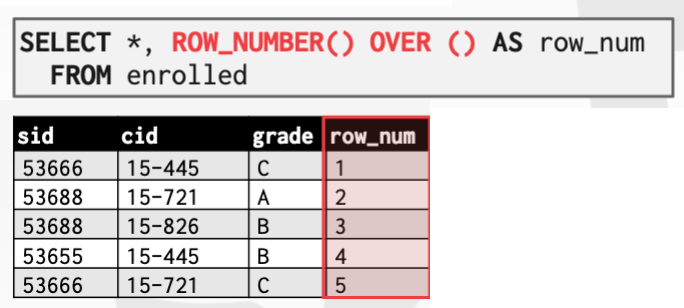 SELECT *, ROW_NUMBER() OVER () AS row_num
FROM enrolled
sid cid grade row_num
53666 15-445 C 1
53688 15-721 A 2
53688 15-826 B 3
53655 15-445 B 4
53666 15-721 C 5